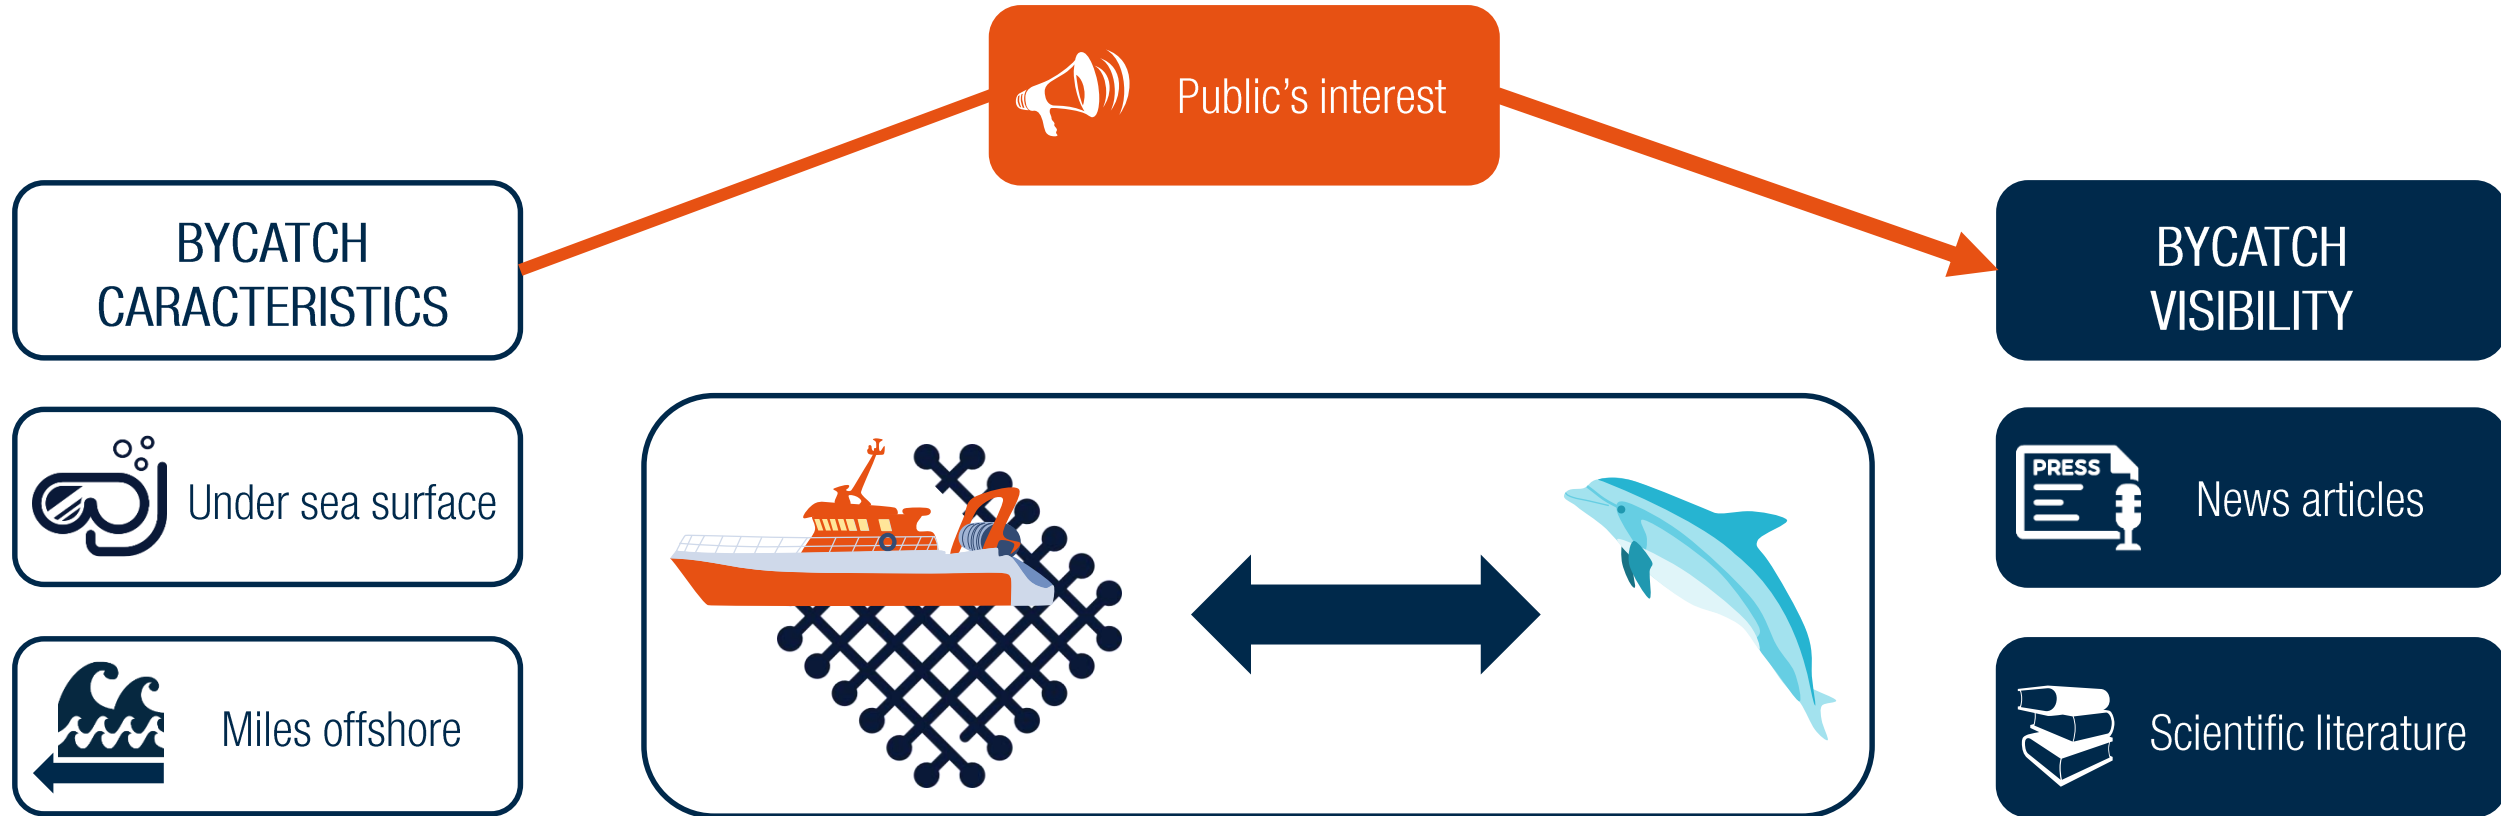 Public's interest
BYCATCH
CARACTERISTICS
BYCATCH
VISIBILITY
Under sea surface
PRESS
News articles
Miles offshore
Scientific literature